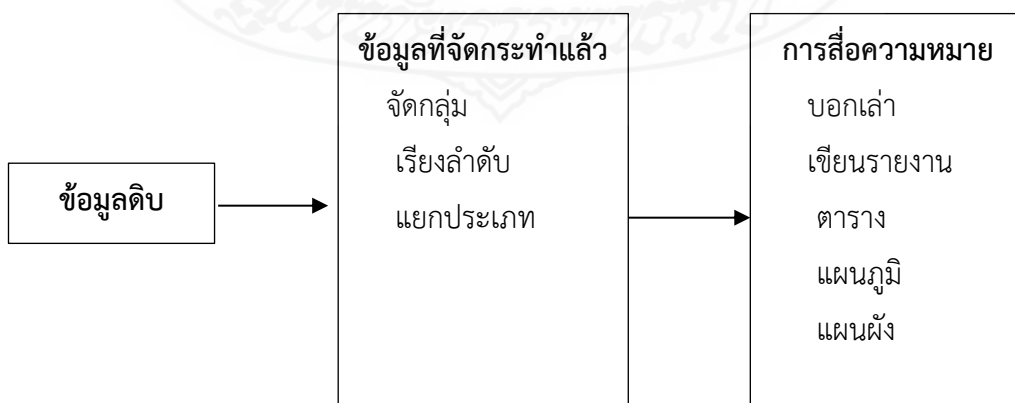 ข้อมูลดิบ
ข้อมูลที่จัดกระทำแล้ว
จัดกลุ่ม
เรียงลำดับ
แยกประเภท
การสื่อความหมาย
บอกเล่า
เขียนรายงาน
ตาราง
แผนภูมิ
แผนผัง